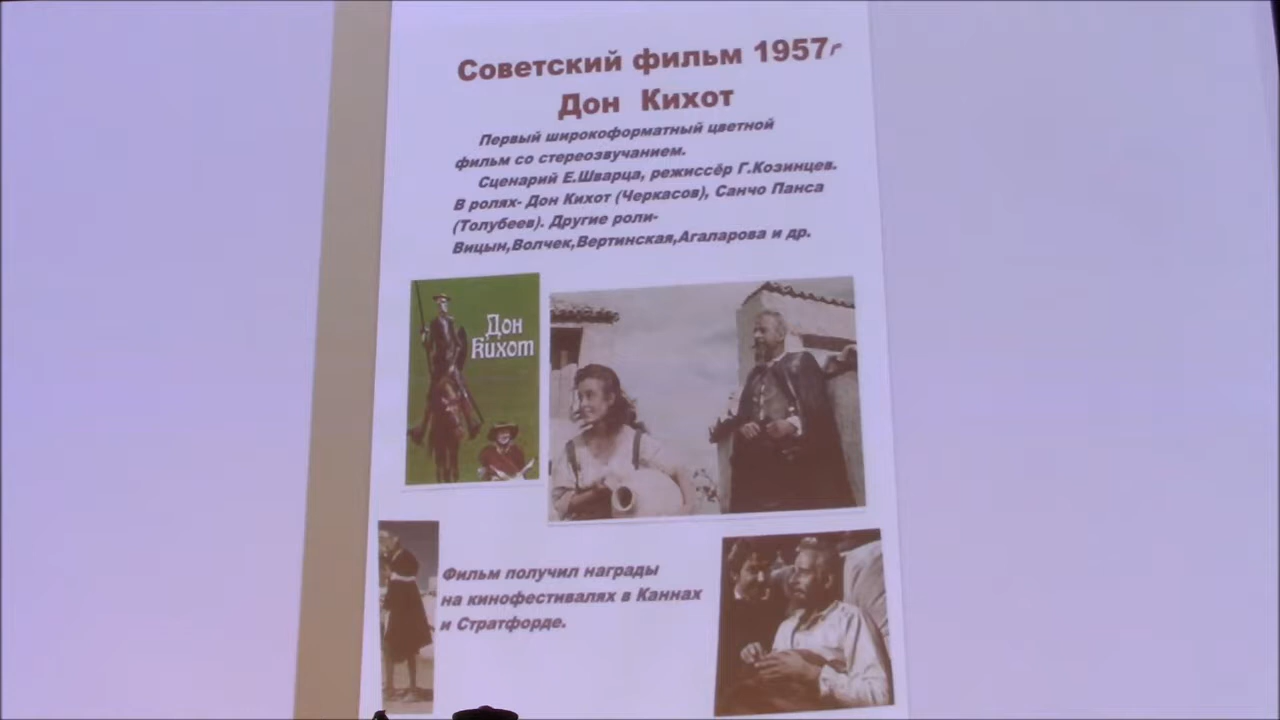 Советский фильм 1957г
Дон Кихот
Первый широкоформатный цветной
фильм со стереозвучанием.
Сценарий Е.Шварца, режиссёр Г.Козинцев.
В ролях- Дон Кихот (Черкасов), Санчо Панса
(Толубеев). Другие роли-
Вицын,Волчек,Вертинская,Агаларова и др.
Дон
Кихот
Фильм получил награды
на кинофестивалях в Каннах
и Стратфорде.